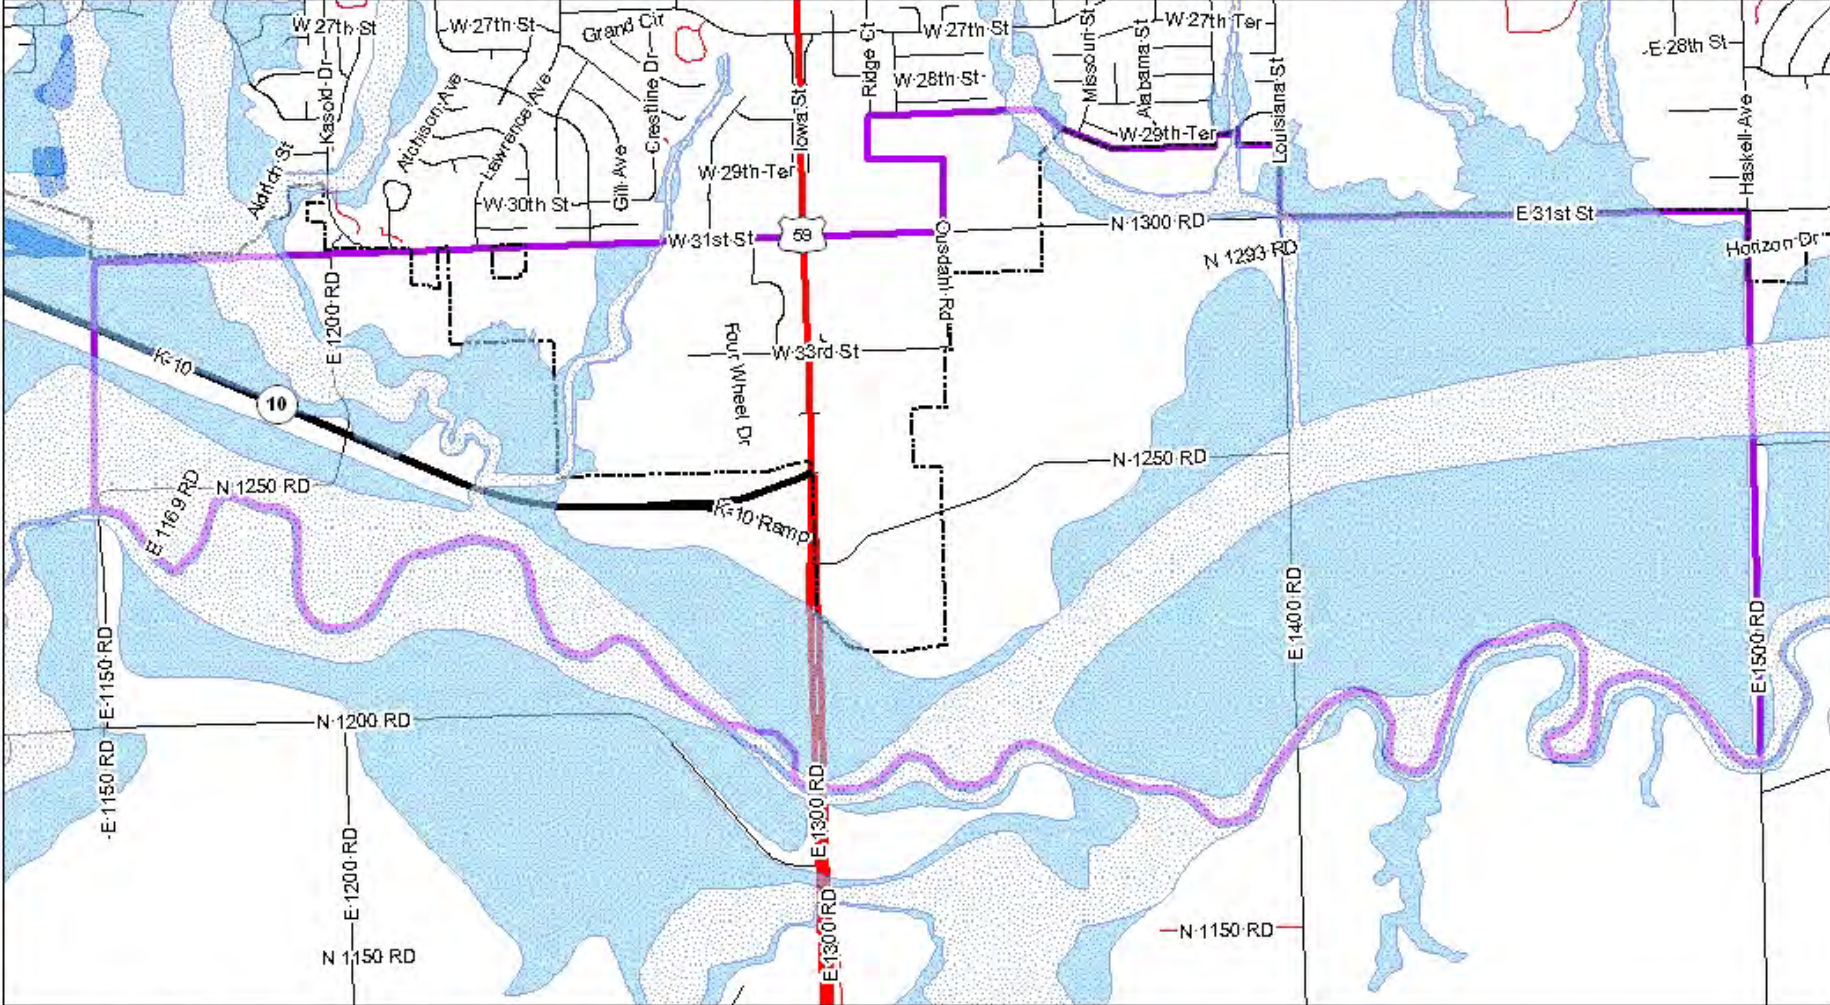 W 27th St
W 27th St
Grand Cir
W 27th St
W 27th Ter
E 28th St
Kasold Dr
Atchison Ave
Lawrence Ave
Crestline Dr
Iowa St
Ridge Ct
W 28th St
Missouri St
Alabama St
Louisiana St
Haskell Ave
W 29th Ter
W 29th Ter
Aldrich St
Gill Ave
W 30th St
N 1300 RD
E 31st St
W 31st St
59
Ousdahl Rd
N 1293 RD
Horizon Dr
E 1200 RD
Four Wheel Dr
W 33rd St
K-10
10
N 1250 RD
N 1250 RD
E 1169 RD
K-10 Ramp
E 1400 RD
E 1500 RD
E 1150 RD
N 1200 RD
E 1150 RD
E 1300 RD
E 1200 RD
E 1300 RD
N 1150 RD
N 1150 RD